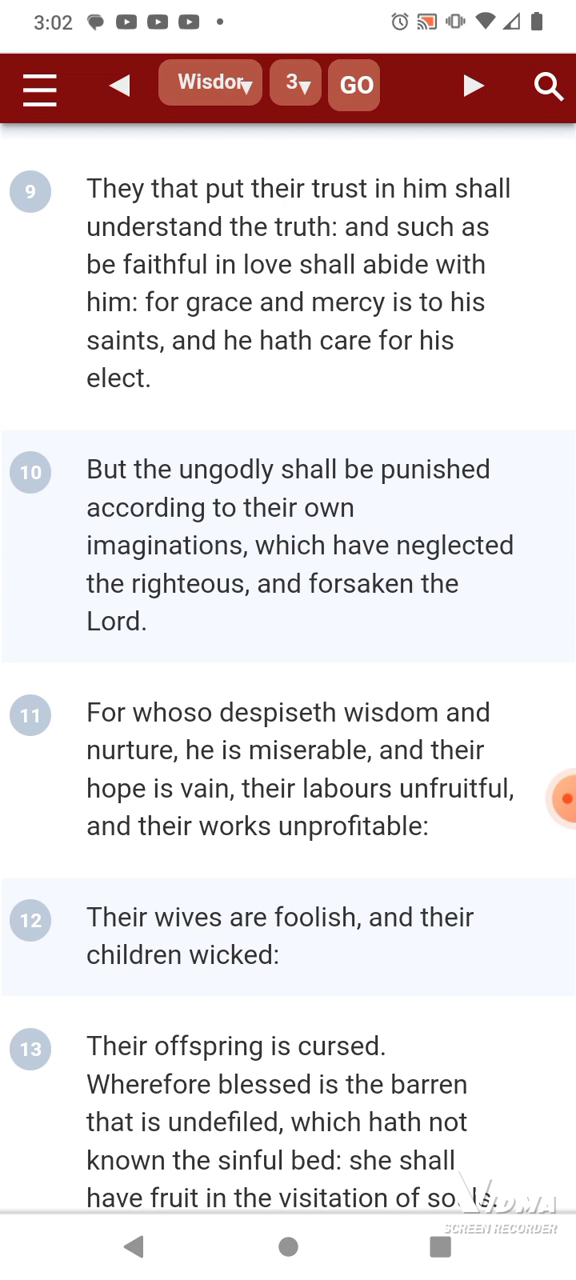 3:02
Wisdor 3 GO
9 They that put their trust in him shall
understand the truth: and such as
be faithful in love shall abide with
him: for grace and mercy is to his
saints, and he hath care for his
elect.
10 But the ungodly shall be punished
according to their own
imaginations, which have neglected
the righteous, and forsaken the
Lord.
11 For whoso despiseth wisdom and
nurture, he is miserable, and their
hope is vain, their labours unfruitful,
and their works unprofitable:
12 Their wives are foolish, and their
children wicked:
13 Their offspring is cursed.
Wherefore blessed is the barren
that is undefiled, which hath not
known the sinful bed: she shall
have fruit in the visitation of souls.
VIDMA
SCREEN RECORDER